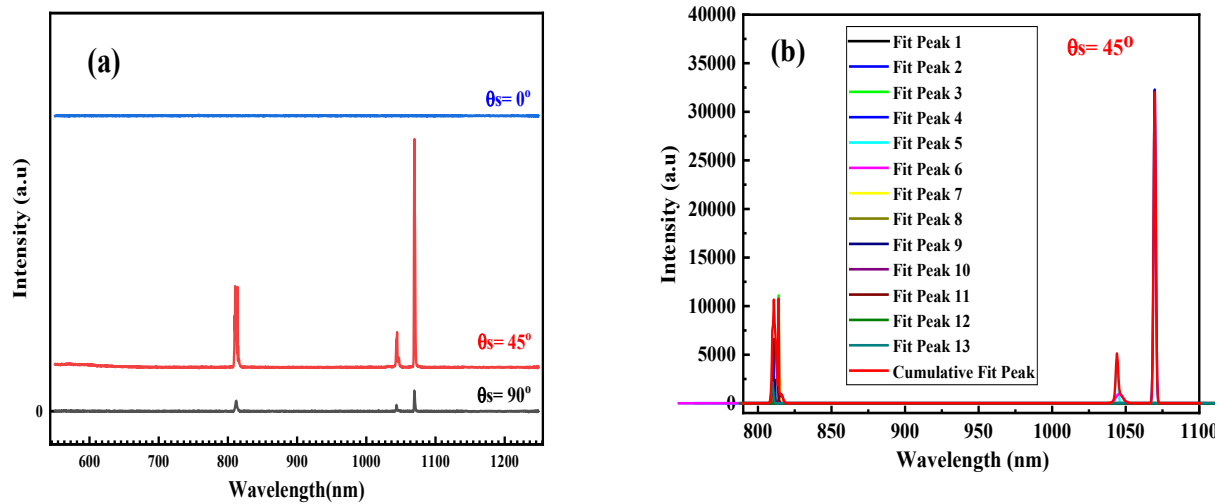 (a)
θs= 0º
θs= 45º
θs= 90º
0
600 700 800 900 1000 1100 1200
Wavelength(nm)
Intensity (a.u)
(b)
θs= 45º
Fit Peak 1
Fit Peak 2
Fit Peak 3
Fit Peak 4
Fit Peak 5
Fit Peak 6
Fit Peak 7
Fit Peak 8
Fit Peak 9
Fit Peak 10
Fit Peak 11
Fit Peak 12
Fit Peak 13
Cumulative Fit Peak
40000
35000
30000
25000
20000
15000
10000
5000
0
800 850 900 950 1000 1050 1100
Wavelength (nm)
Intensity (a.u)